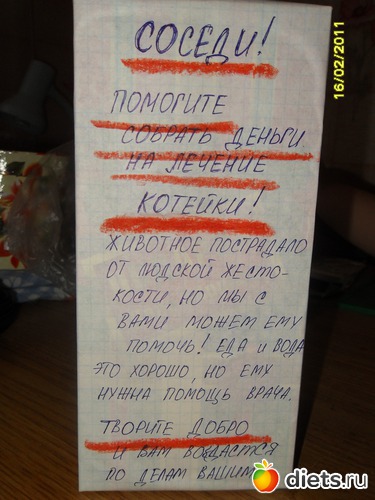 СОСЕДИ!
ПОМОГИТЕ
СОБРАТЬ ДЕНЬГИ
НА ЛЕЧЕНИЕ
КОТЕЙКИ!
ЖИВОТНОЕ ПОСТРАДАЛО
ОТ ЛЮДСКОЙ ЖЕСТО-
КОСТИ, НО МЫ С
ВАМИ МОЖЕМ ЕМУ
ПОМОЧЬ! ЕДА И ВОДА
ЭТО ХОРОШО, НО ЕМУ
НУЖНА ПОМОЩЬ ВРАЧА.
ТВОРИТЕ ДОБРО
И ВАМ ВОЗДАСТСЯ
ПО ДЕЛАМ ВАШИМ
16/02/2011
diets.ru